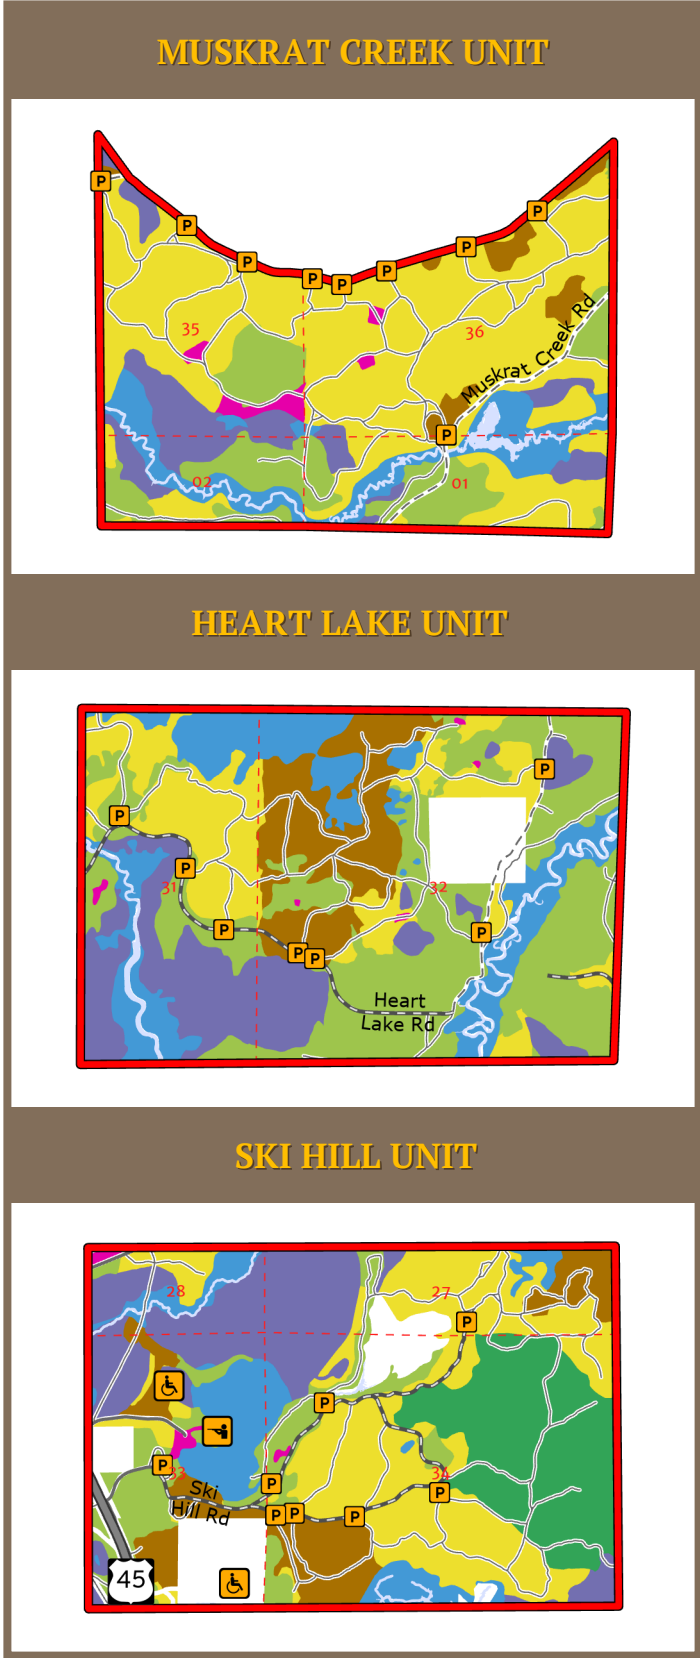 MUSKRAT CREEK UNIT
P
P
P
P
P
P
P
P
35
36
Muskrat Creek Rd
P
02
01
HEART LAKE UNIT
P
P
P
31
32
P
P
P
P
Heart
Lake Rd
SKI HILL UNIT
28
27
P
P
P
33
34
P
P
Ski
Hill Rd
P
P
P
45